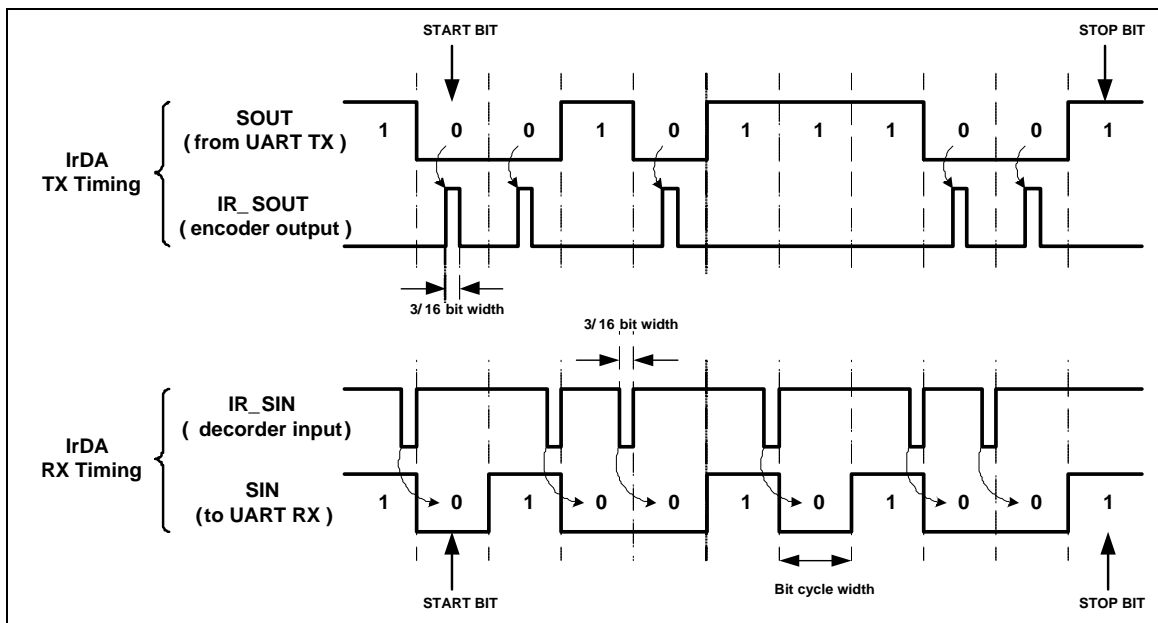 START BIT
STOP BIT
SOUT
( from UART TX )
1 0 0 1 0 1 1 1 0 0 1
IrDA
TX Timing
IR_SOUT
( encoder output )
3/16 bit width
3/16 bit width
IR_SIN
( decorder input)
IrDA
RX Timing
SIN
(to UART RX )
1 0 1 0 0 1 0 1 0 0 1
Bit cycle width
START BIT
STOP BIT